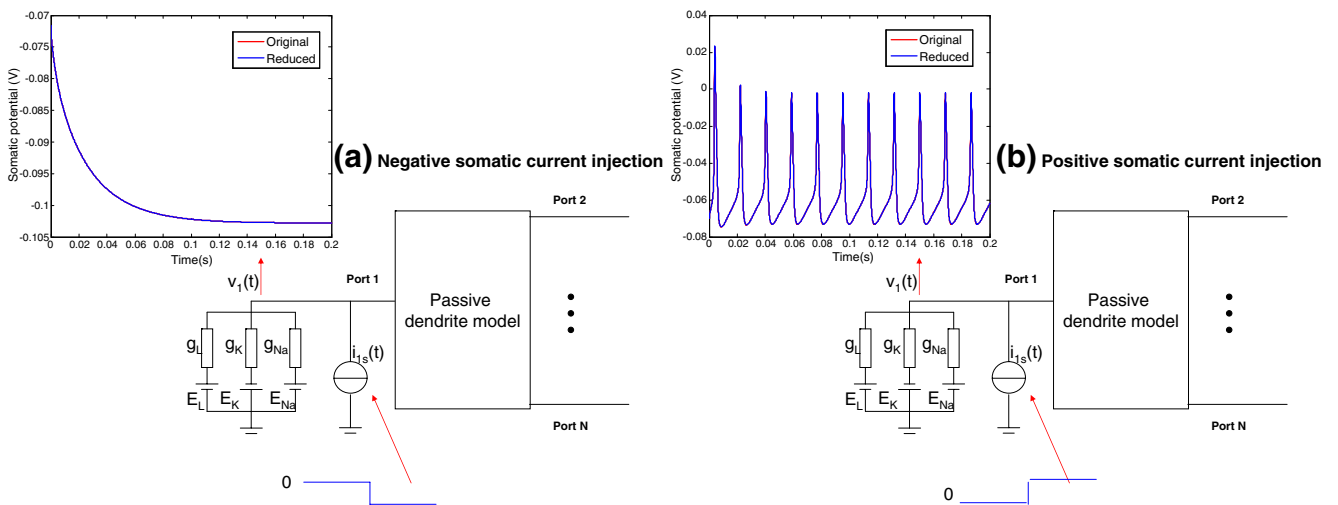 -0.07
-0.075
-0.08
-0.085
-0.09
-0.095
-0.1
-0.105
Somatic potential (V)
Original
Reduced
0 0.02 0.04 0.06 0.08 0.1 0.12 0.14 0.16 0.18 0.2
Time(s)
(a) Negative somatic current injection
v1(t)
Port 1
Port 2
Passive
dendrite model
gL gK gNa
i1s(t)
EL EK ENa
Port N
0
0.04
0.02
0
-0.02
-0.04
-0.06
-0.08
Somatic potential (V)
Original
Reduced
0 0.02 0.04 0.06 0.08 0.1 0.12 0.14 0.16 0.18 0.2
Time(s)
(b) Positive somatic current injection
v1(t)
Port 1
Port 2
Passive
dendrite model
gL gK gNa
i1s(t)
EL EK ENa
Port N
0